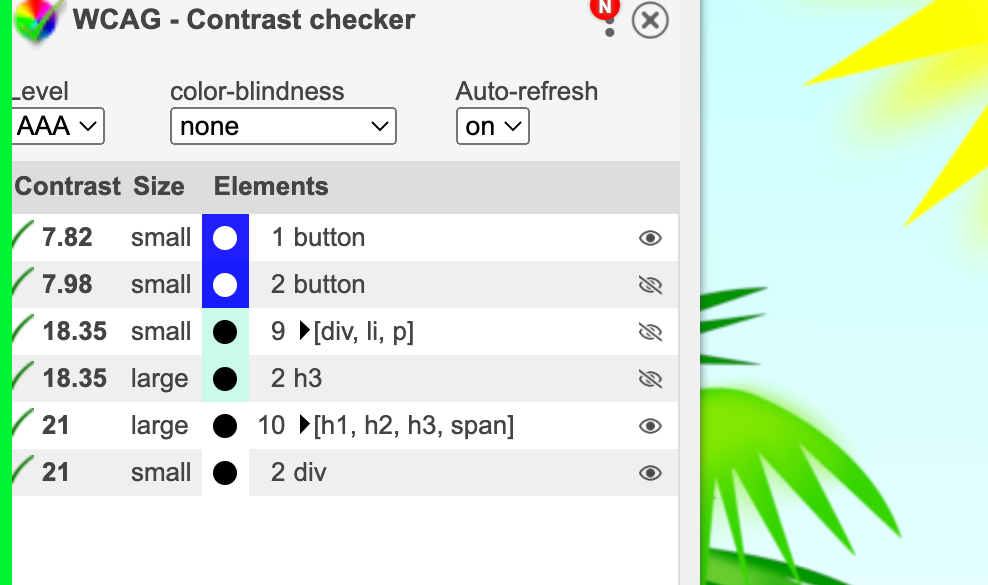 WCAG - Contrast checker
N
Level color-blindness Auto-refresh
AAA none on
Contrast Size Elements
7.82 small 1 button
7.98 small 2 button
18.35 small 9 [div, li, p]
18.35 large 2 h3
21 large 10 [h1, h2, h3, span]
21 small 2 div